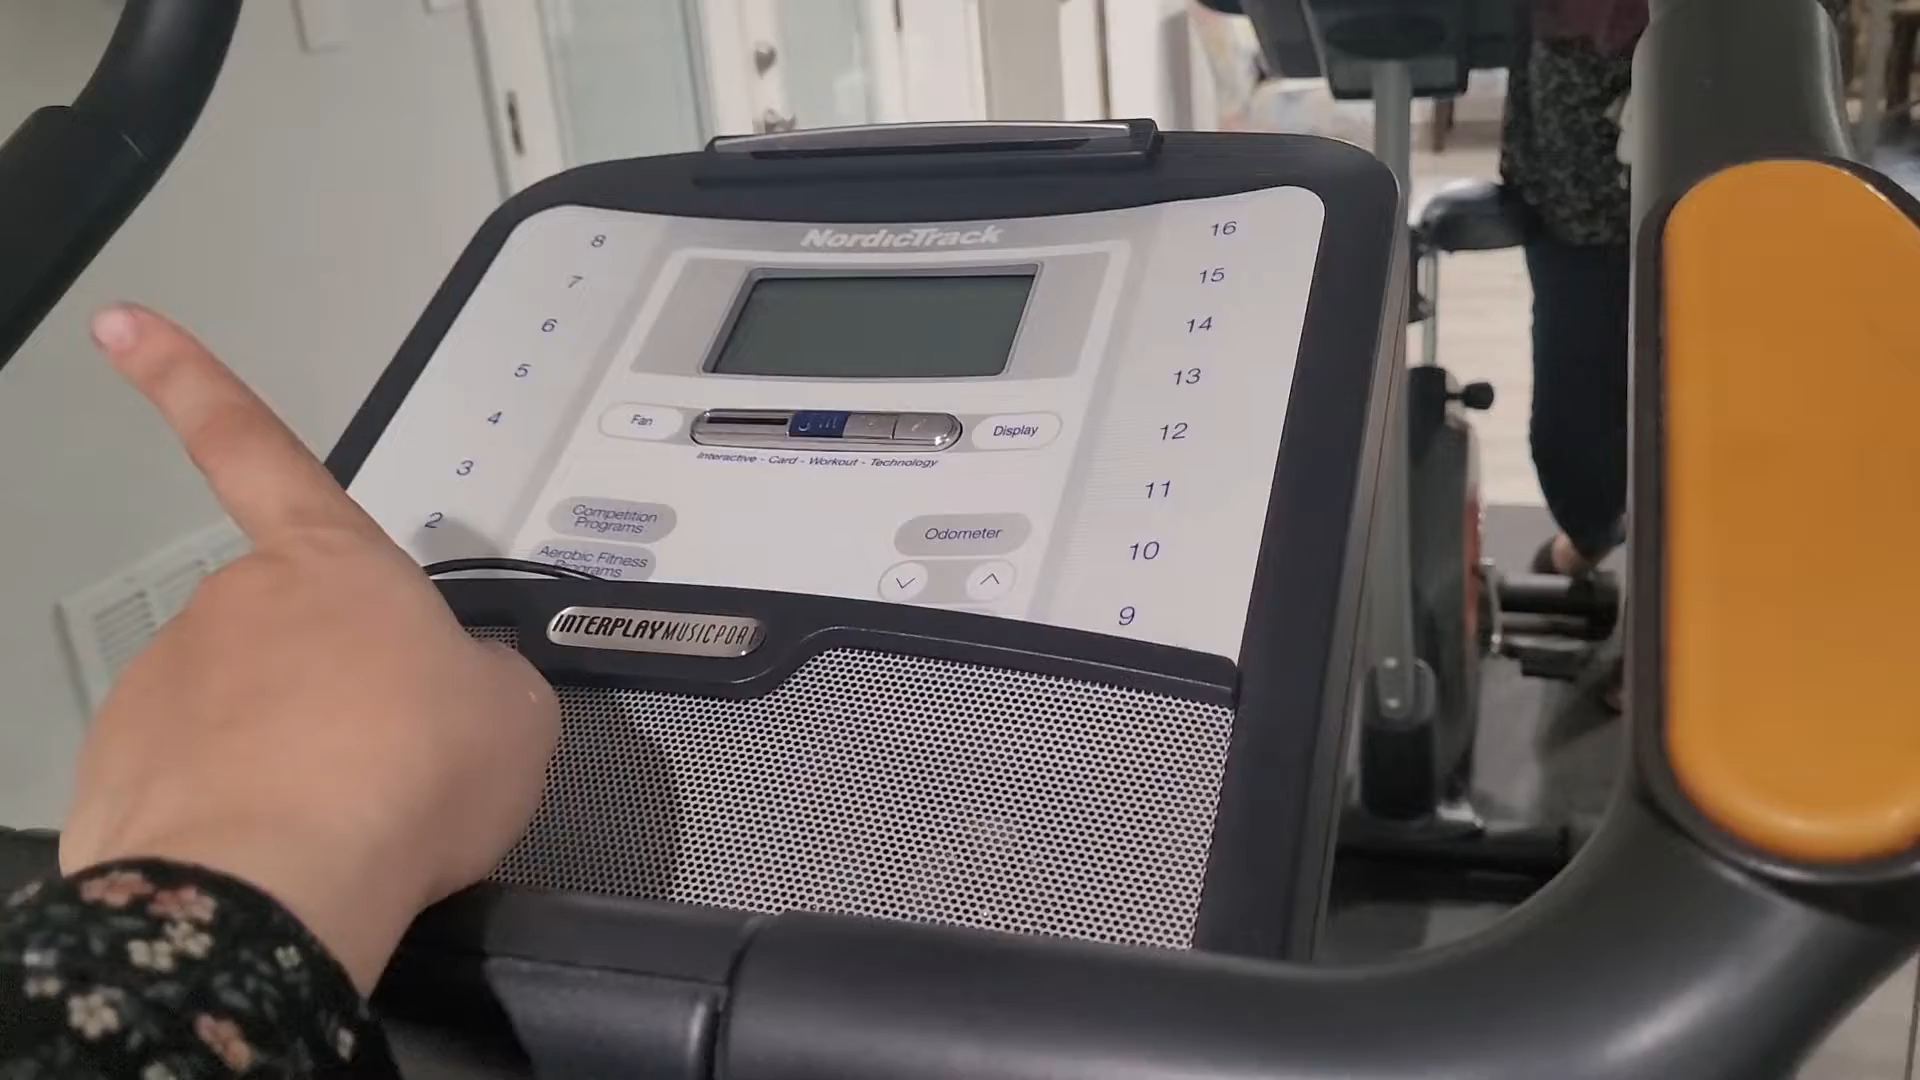 NordicTrack
8
7
6
5
4
3
2
16
15
14
13
12
11
10
9
Fan
Display
Interactive - Card - Workout - Technology
Competition
Programs
Aerobic Fitness
Programs
Odometer
INTERPLAY MUSICPORT